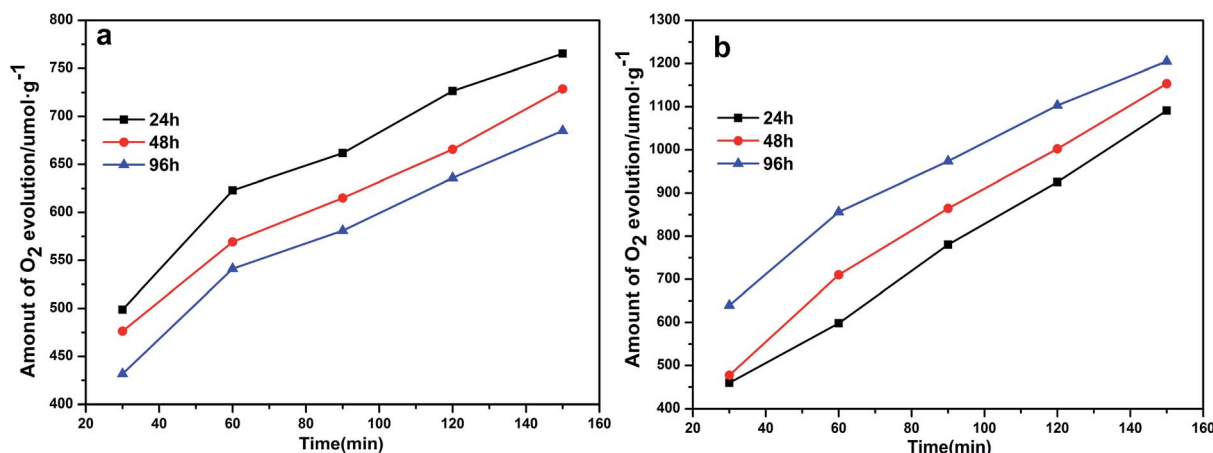 a
Amonut of O₂ evolution/umol·g⁻¹
800
750
700
650
600
550
500
450
400
24h
48h
96h
20 40 60 80 100 120 140 160
Time(min)
b
Amount of O₂ evolution/umol·g⁻¹
1300
1200
1100
1000
900
800
700
600
500
400
24h
48h
96h
20 40 60 80 100 120 140 160
Time(min)